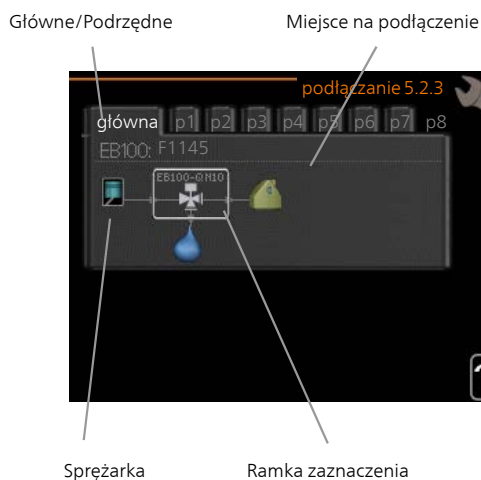 Główne/Podrzędne
Miejsce na podłączenie
podłączanie 5.2.3
główna p1 p2 p3 p4 p5 p6 p7 p8
EB100: F1145
EB100-QN10
Sprężarka
Ramka zaznaczenia